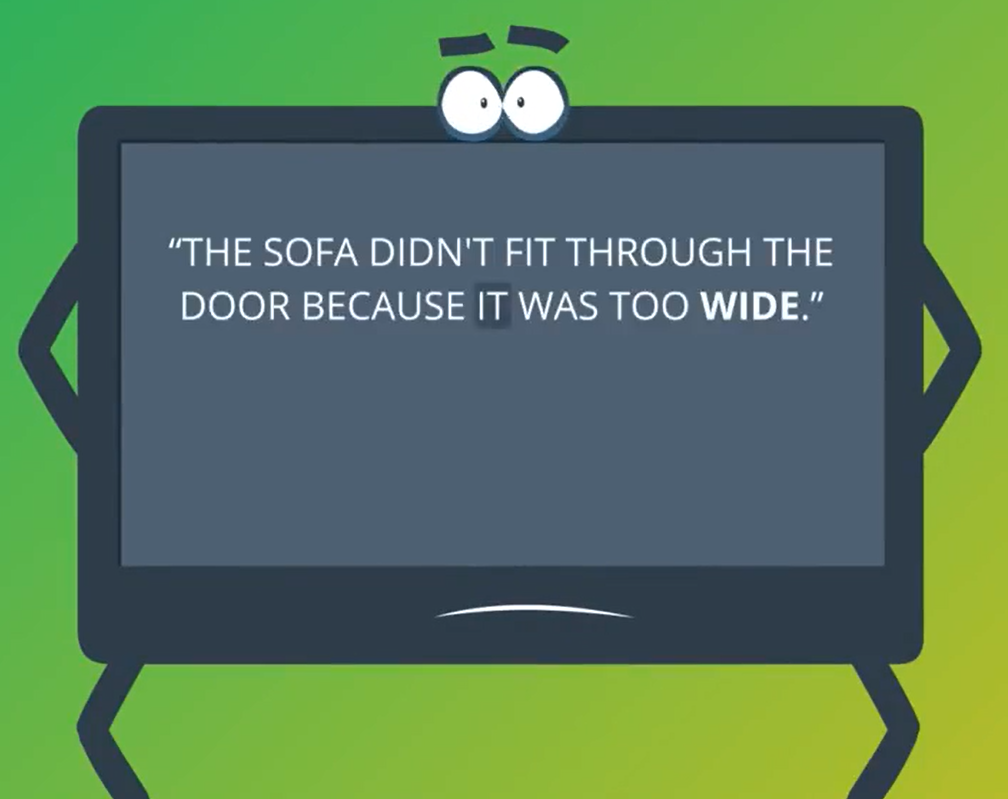 “THE SOFA DIDN'T FIT THROUGH THE
DOOR BECAUSE IT WAS TOO WIDE.”